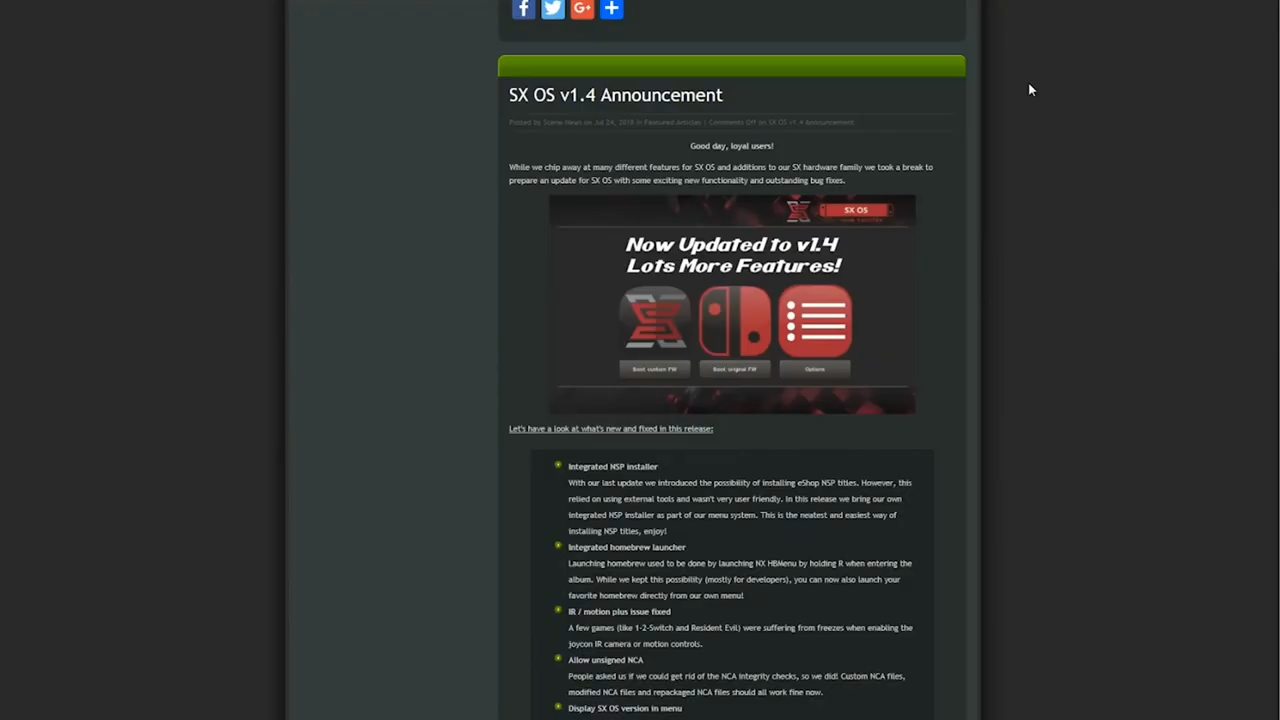 SX OS v1.4 Announcement
Posted by Scene News on Jul 24, 2018 in Featured Articles | Comments Off on SX OS v1.4 Announcement
Good day, loyal users!
While we chip away at many different features for SX OS and additions to our SX hardware family we took a break to
prepare an update for SX OS with some exciting new functionality and outstanding bug fixes.
SX OS
Now Updated to v1.4
Lots More Features!
Boot custom FW
Boot original FW
Options
Let's have a look at what's new and fixed in this release:
Integrated NSP installer
With our last update we introduced the possibility of installing eShop NSP titles. However, this
relied on using external tools and wasn't very user friendly. In this release we bring our own
integrated NSP installer as part of our menu system. This is the neatest and easiest way of
installing NSP titles, enjoy!
Integrated homebrew launcher
Launching homebrew used to be done by launching NX HBMenu by holding R when entering the
album. While we kept this possibility (mostly for developers), you can now also launch your
favorite homebrew directly from our own menu!
IR / motion plus issue fixed
A few games (like 1-2-Switch and Resident Evil) were suffering from freezes when enabling the
joycon IR camera or motion controls.
Allow unsigned NCA
People asked us if we could get rid of the NCA integrity checks, so we did! Custom NCA files,
modified NCA files and repackaged NCA files should all work fine now.
Display SX OS version in menu